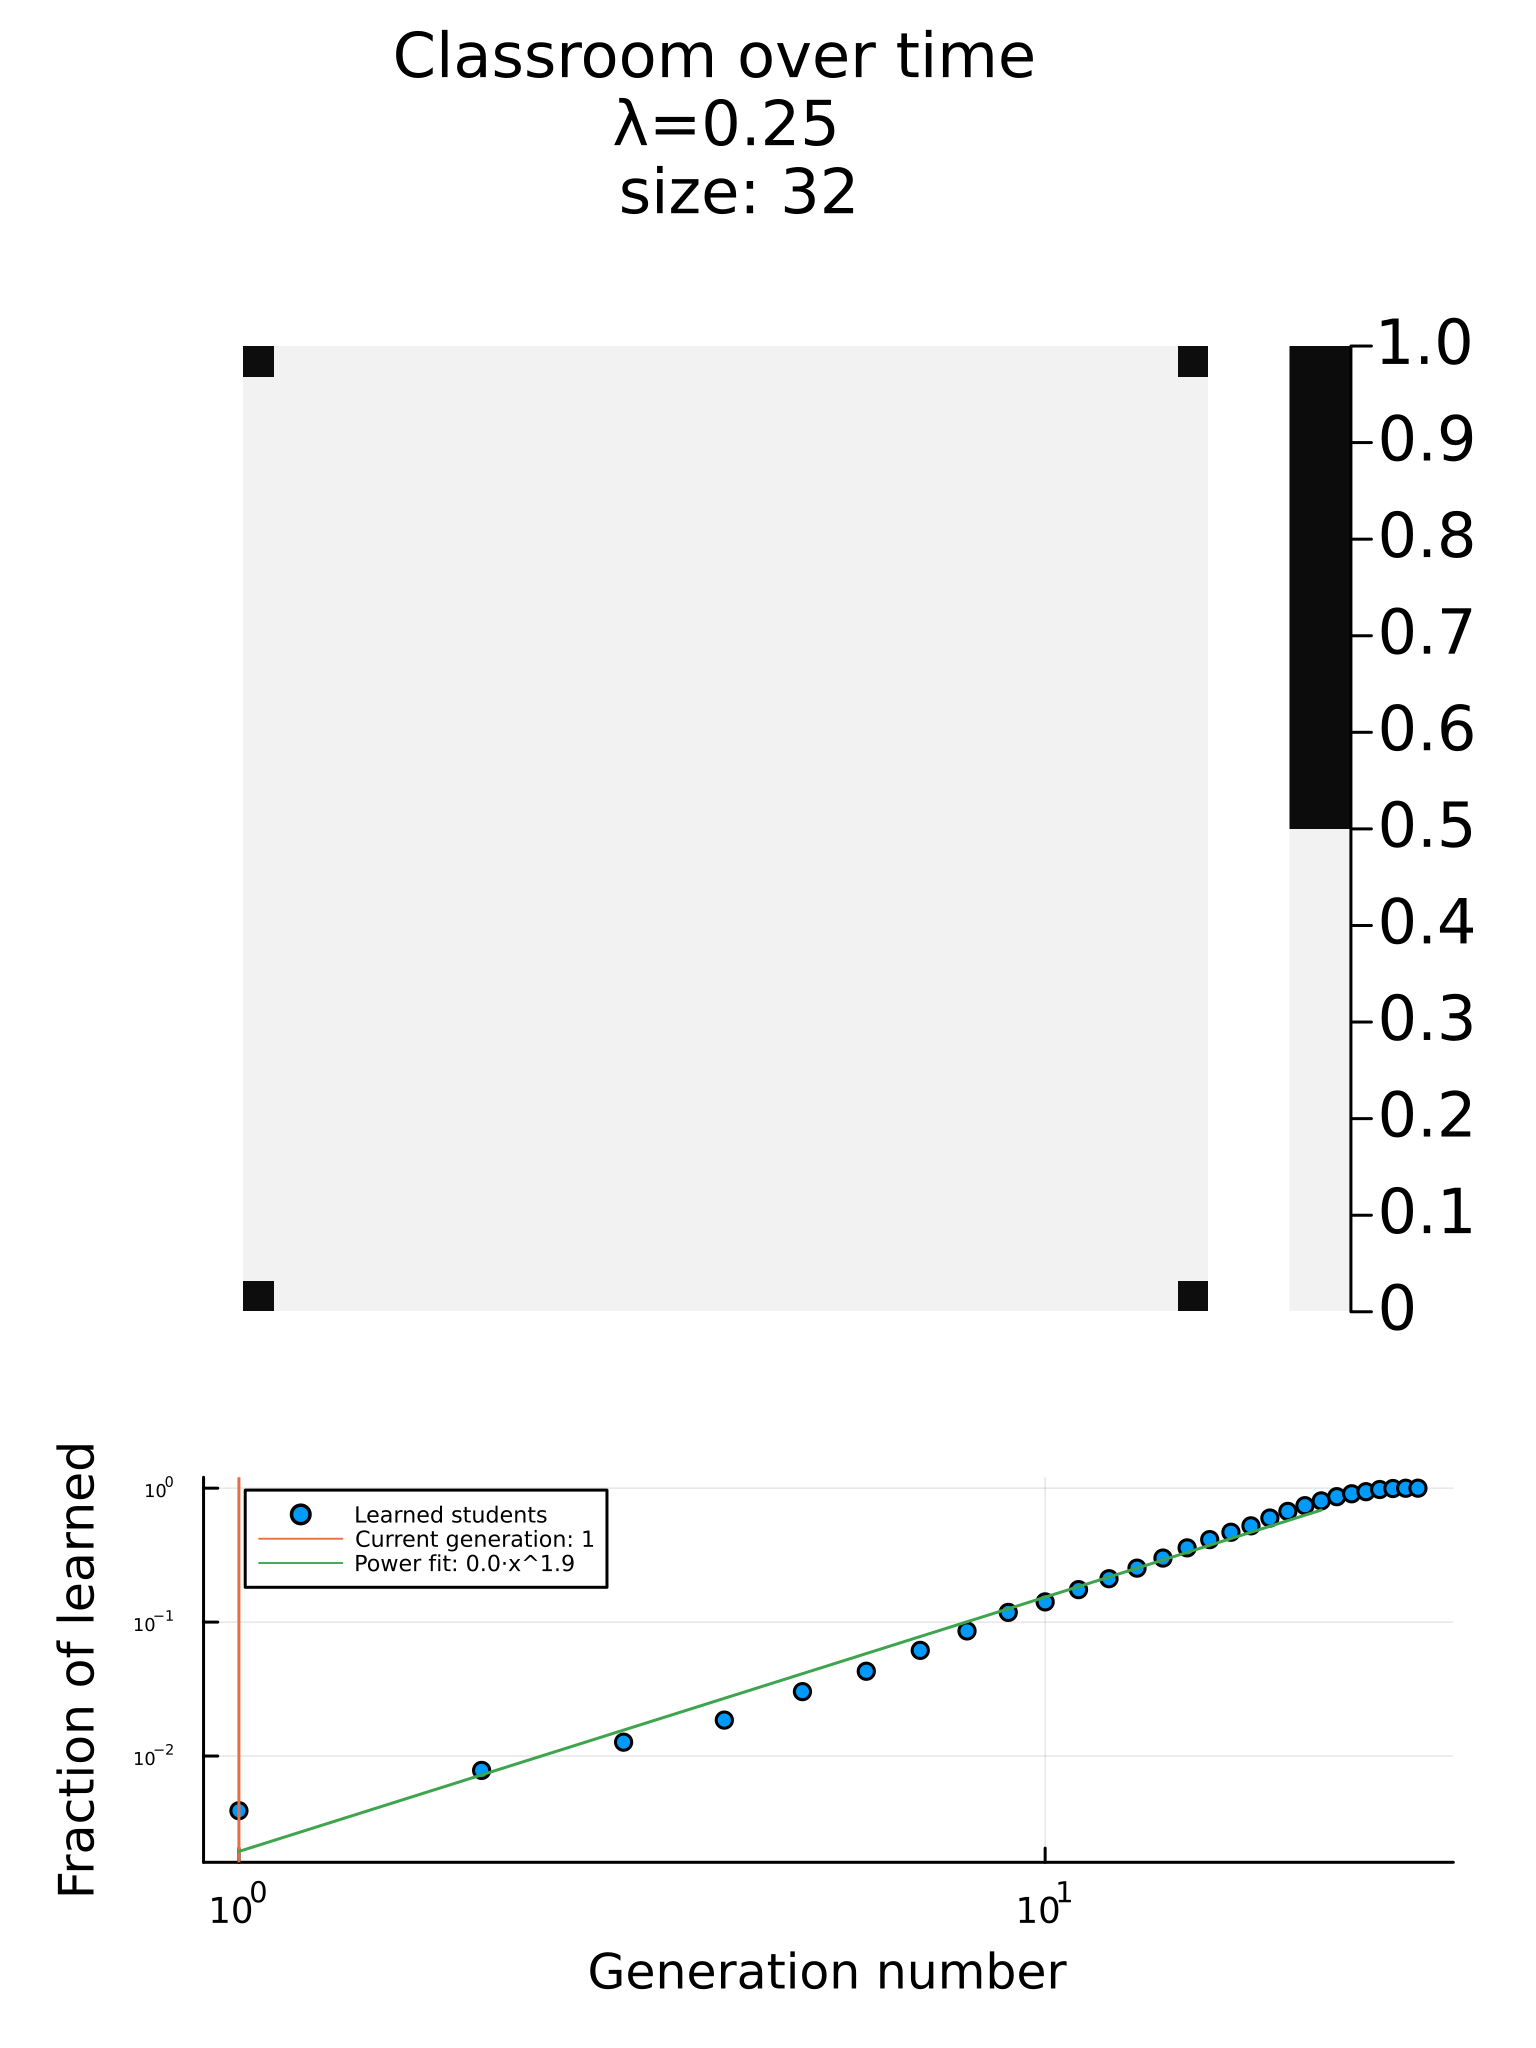 Classroom over time
λ=0.25
size: 32
1.0
0.9
0.8
0.7
0.6
0.5
0.4
0.3
0.2
0.1
0
Fraction of learned
10^0
10^-1
10^-2
Learned students
Current generation: 1
Power fit: 0.0·x^1.9
10^0
10^1
Generation number